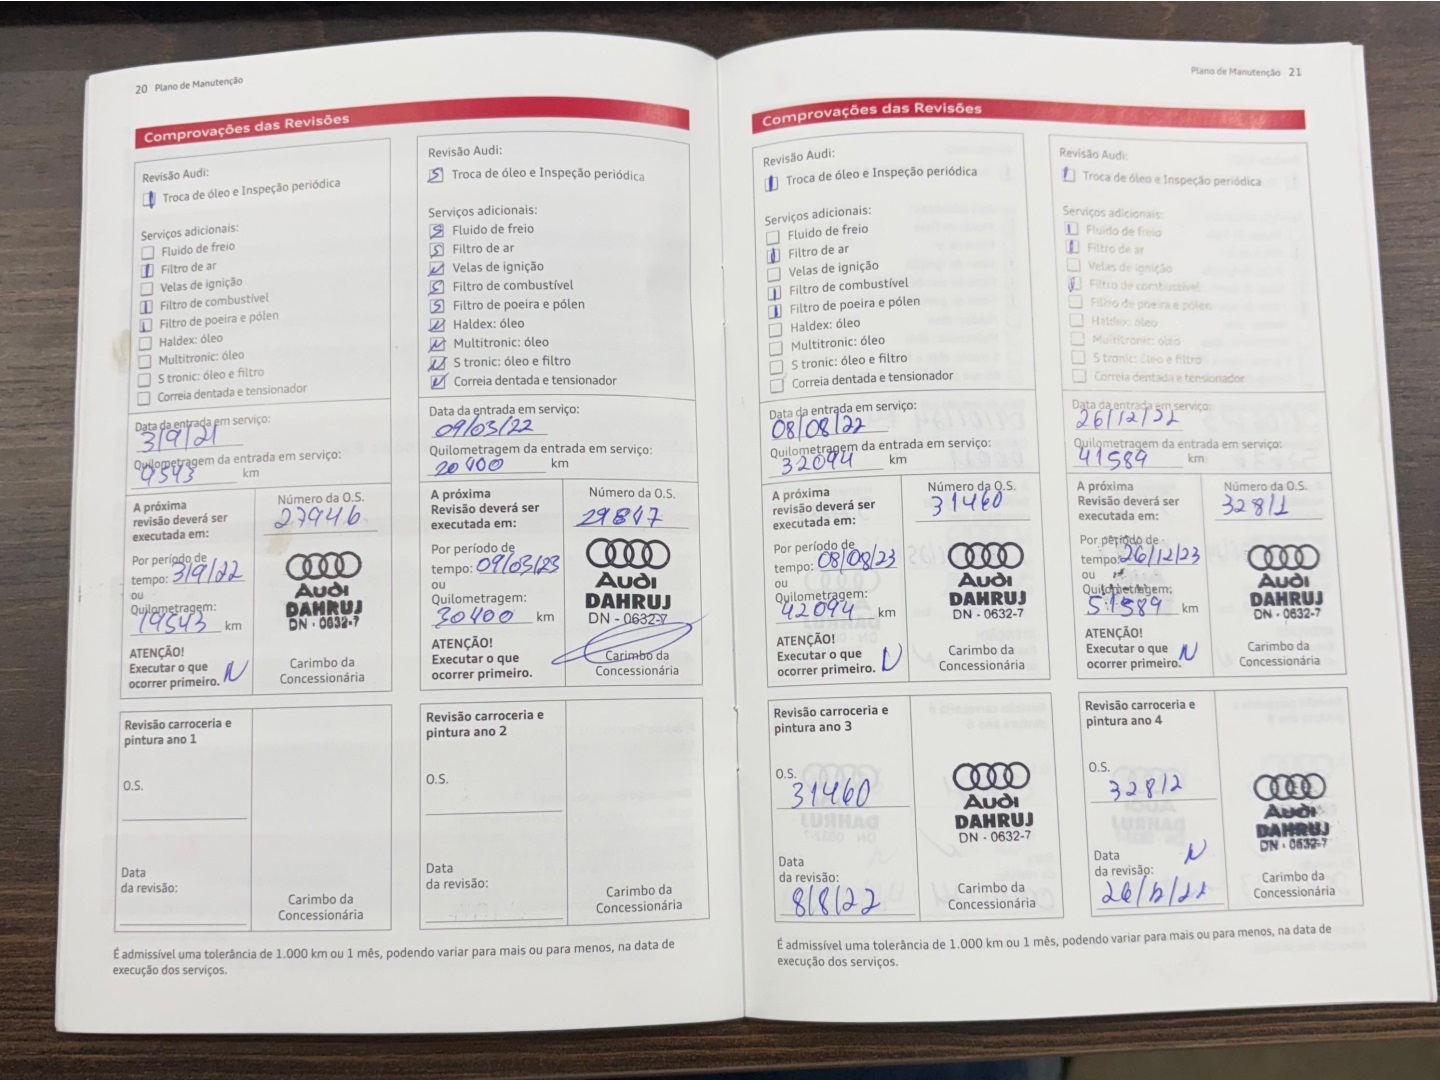 20 Plano de Manutenção
Comprovações das Revisões
Revisão Audi:
Troca de óleo e Inspeção periódica
Serviços adicionais:
Fluido de freio
Filtro de ar
Velas de ignição
Filtro de combustível
Filtro de poeira e pólen
Haldex: óleo
Multitronic: óleo
S tronic: óleo e filtro
Correia dentada e tensionador
Data da entrada em serviço:
3/9/21
Quilometragem da entrada em serviço:
9543 km
A próxima
revisão deverá ser
executada em:
Número da O.S.
27946
Por período de
tempo: 3/9/22
ou
Quilometragem:
19543 km
ATENÇÃO!
Executar o que
ocorrer primeiro. N
Audi
DAHRUJ
DN - 0632-7
Carimbo da
Concessionária
Revisão carroceria e
pintura ano 1
O.S.
Data
da revisão:
Carimbo da
Concessionária
Revisão Audi:
S Troca de óleo e Inspeção periódica
Serviços adicionais:
S Fluido de freio
S Filtro de ar
N Velas de ignição
S Filtro de combustível
S Filtro de poeira e pólen
N Haldex: óleo
N Multitronic: óleo
N S tronic: óleo e filtro
N Correia dentada e tensionador
Data da entrada em serviço:
09/03/22
Quilometragem da entrada em serviço:
20400 km
A próxima
Revisão deverá ser
executada em:
Número da O.S.
29847
Por período de
tempo: 09/03/23
ou
Quilometragem:
30400 km
ATENÇÃO!
Executar o que
ocorrer primeiro.
Audi
DAHRUJ
DN - 0632-7
Carimbo da
Concessionária
Revisão carroceria e
pintura ano 2
O.S.
Data
da revisão:
Carimbo da
Concessionária
É admissível uma tolerância de 1.000 km ou 1 mês, podendo variar para mais ou para menos, na data de
execução dos serviços.
Plano de Manutenção 21
Comprovações das Revisões
Revisão Audi:
Troca de óleo e Inspeção periódica
Serviços adicionais:
Fluido de freio
Filtro de ar
Velas de ignição
Filtro de combustível
Filtro de poeira e pólen
Haldex: óleo
Multitronic: óleo
S tronic: óleo e filtro
Correia dentada e tensionador
Data da entrada em serviço:
08/08/22
Quilometragem da entrada em serviço:
32094 km
A próxima
Revisão deverá ser
executada em:
Número da O.S.
31460
Por período de
tempo: 08/08/23
ou
Quilometragem:
42094 km
ATENÇÃO!
Executar o que
ocorrer primeiro. N
Audi
DAHRUJ
DN - 0632-7
Carimbo da
Concessionária
Revisão carroceria e
pintura ano 3
O.S.
31460
Data
da revisão:
8/8/22
Audi
DAHRUJ
DN - 0632-7
Carimbo da
Concessionária
Revisão Audi:
Troca de óleo e Inspeção periódica
Serviços adicionais:
Fluido de freio
Filtro de ar
Velas de ignição
Filtro de combustível
Filtro de poeira e pólen
Haldex: óleo
Multitronic: óleo
S tronic: óleo e filtro
Correia dentada e tensionador
Data da entrada em serviço:
26/12/22
Quilometragem da entrada em serviço:
41589 km
A próxima
Revisão deverá ser
executada em:
Número da O.S.
Por período de
tempo: 26/12/23
ou
Quilometragem:
51589 km
ATENÇÃO!
Executar o que
ocorrer primeiro. N
Audi
DAHRUJ
DN - 0632-7
Carimbo da
Concessionária
Revisão carroceria e
pintura ano 4
O.S.
Data N
da revisão:
26/12/22
Audi
DAHRUJ
DN - 0632-7
Carimbo da
Concessionária
É admissível uma tolerância de 1.000 km ou 1 mês, podendo variar para mais ou para menos, na data de
execução dos serviços.